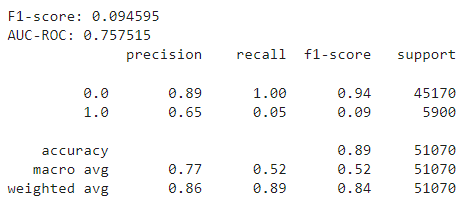 F1-score: 0.094595
AUC-ROC: 0.757515
precision recall f1-score support
0.0 0.89 1.00 0.94 45170
1.0 0.65 0.05 0.09 5900
accuracy 0.89 51070
macro avg 0.77 0.52 0.52 51070
weighted avg 0.86 0.89 0.84 51070